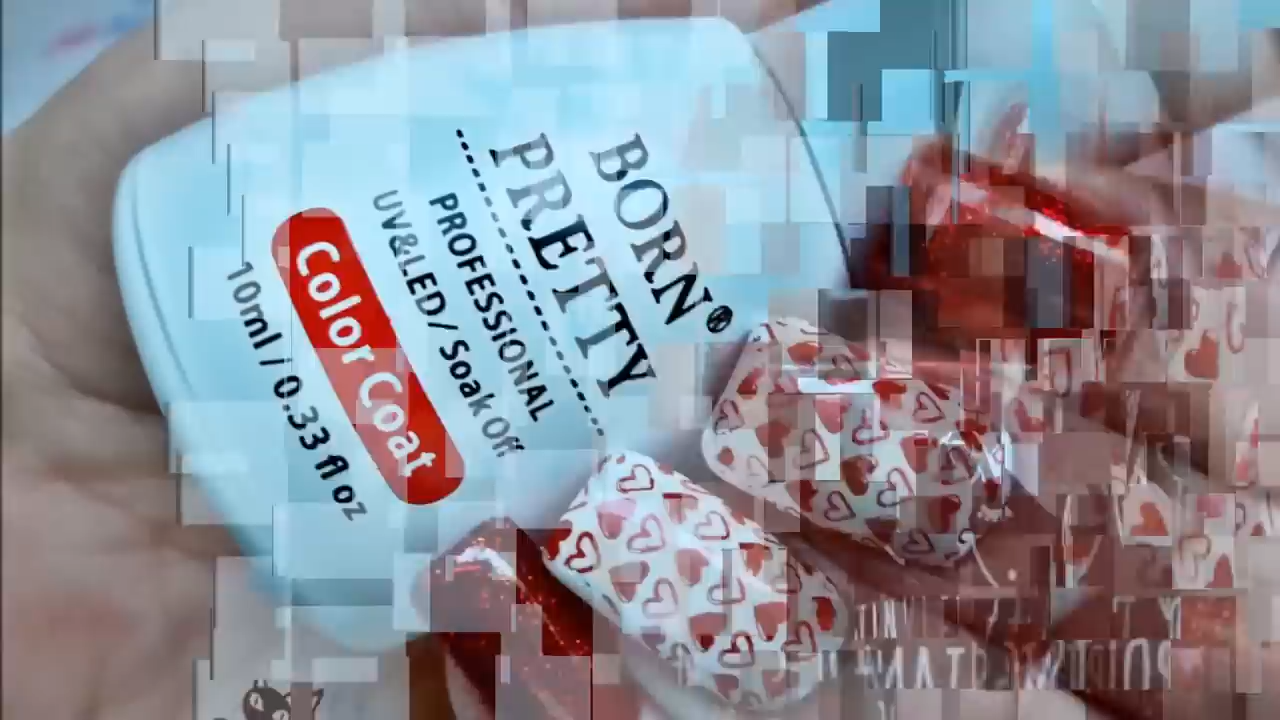 BORN®
PRETTY
PROFESSIONAL
UV&LED/ Soak Off
Color Coat
10ml / 0.33 fl oz